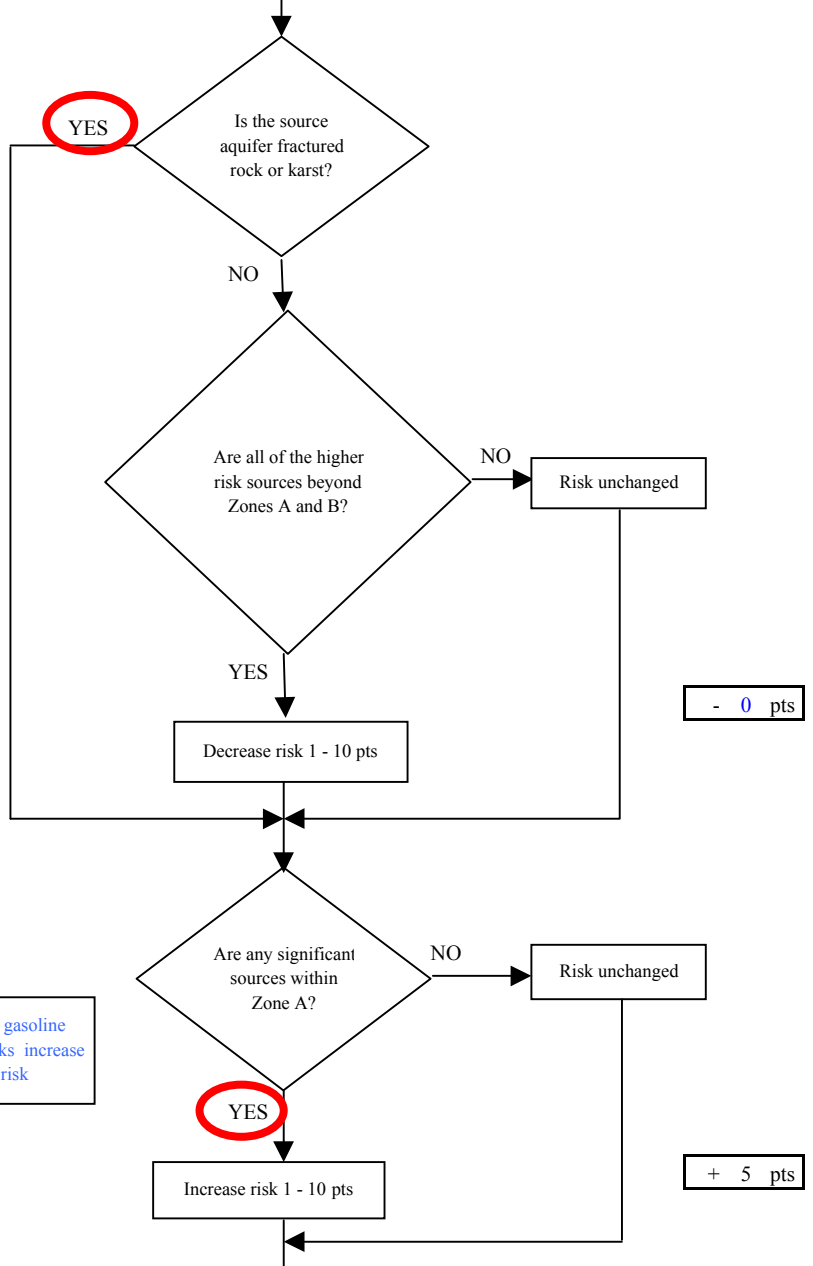 YES
Is the source
aquifer fractured
rock or karst?
NO
Are all of the higher
risk sources beyond
Zones A and B?
NO
Risk unchanged
YES
- 0 pts
Decrease risk 1 - 10 pts
Are any significant
sources within
Zone A?
NO
Risk unchanged
gasoline
ks increase
risk
YES
Increase risk 1 - 10 pts
+ 5 pts